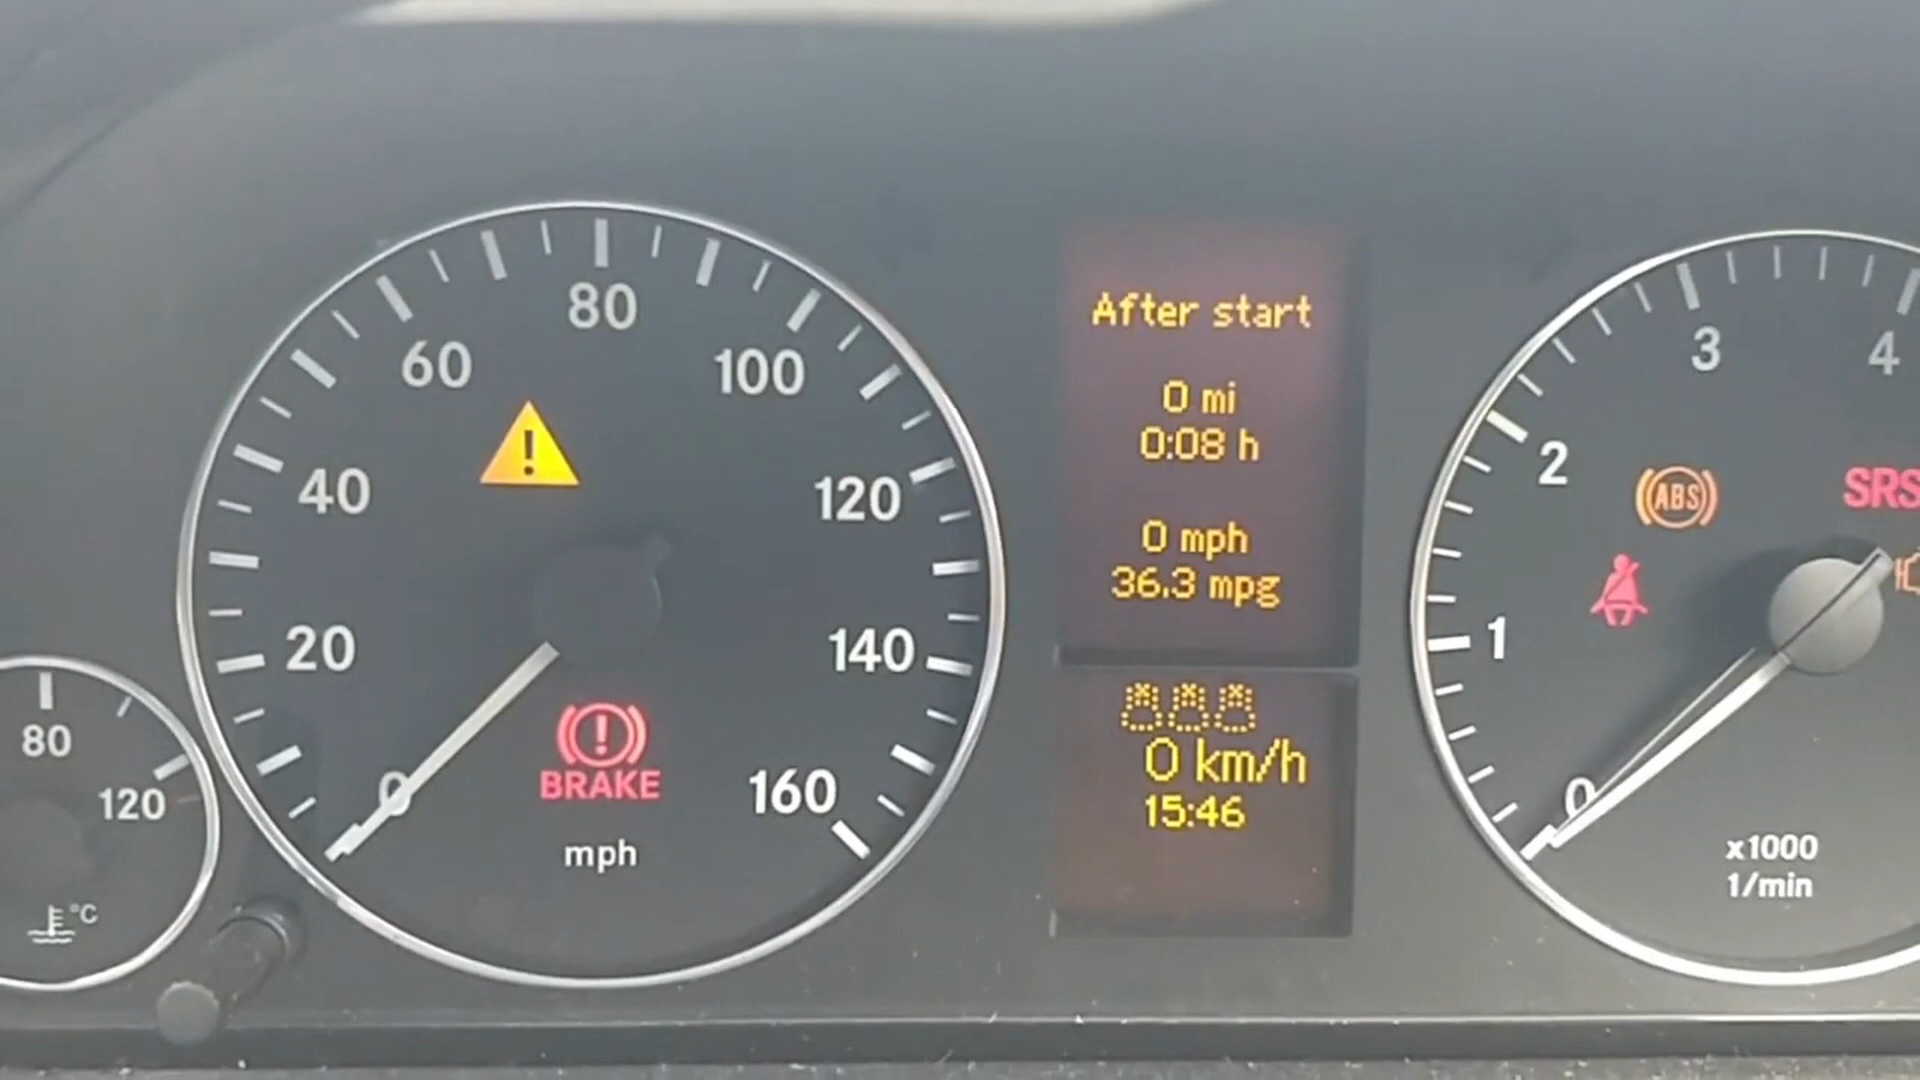 80
120
°C
0
20
40
60
80
100
120
140
160
BRAKE
mph
After start
0 mi
0:08 h
0 mph
36.3 mpg
0 km/h
15:46
0
1
2
3
4
ABS
SRS
x1000
1/min